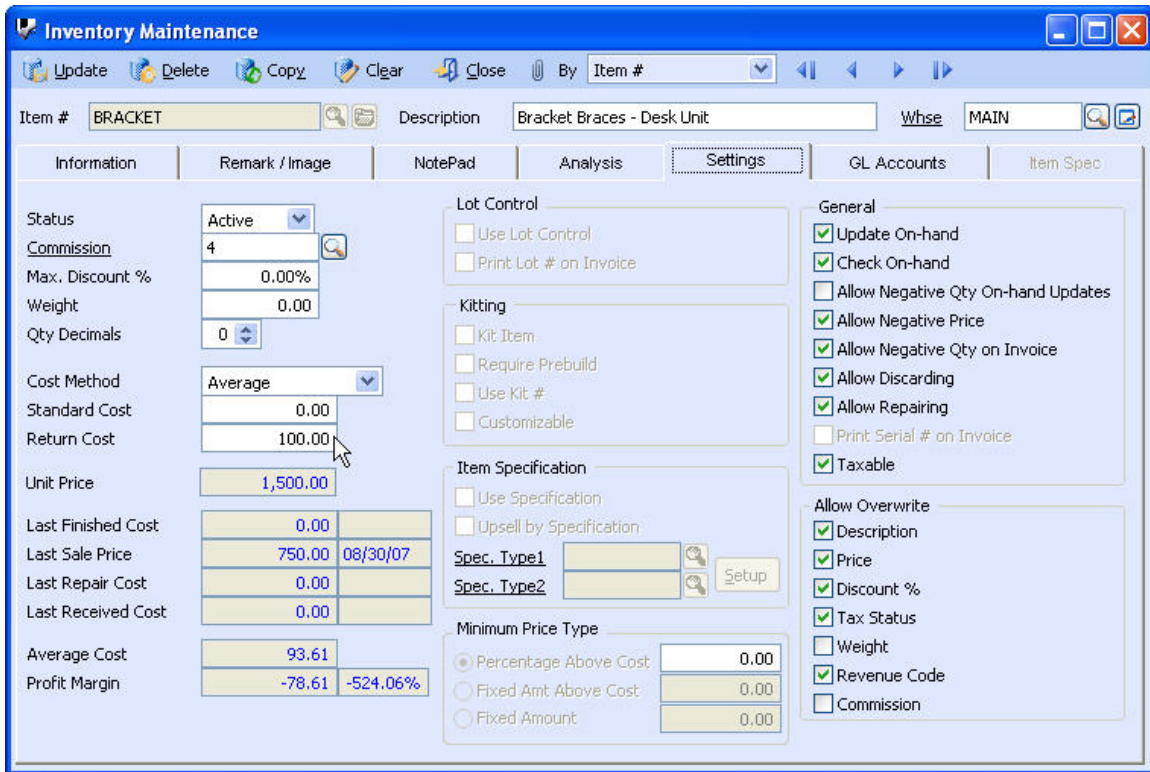 Inventory Maintenance
Update Delete Copy Clear Close By Item #
Item # BRACKET Description Bracket Braces - Desk Unit Whse MAIN
Information Remark / Image NotePad Analysis Settings GL Accounts Item Spec
Status Active
Commission 4
Max. Discount % 0.00%
Weight 0.00
Qty Decimals 0
Cost Method Average
Standard Cost 0.00
Return Cost 100.00
Unit Price 1,500.00
Last Finished Cost 0.00
Last Sale Price 750.00 08/30/07
Last Repair Cost 0.00
Last Received Cost 0.00
Average Cost 93.61
Profit Margin -78.61 -524.06%
Lot Control
Use Lot Control
Print Lot # on Invoice
Kitting
Kit Item
Require Prebuild
Use Kit #
Customizable
Item Specification
Use Specification
Upsell by Specification
Spec. Type1
Spec. Type2
Setup
Minimum Price Type
Percentage Above Cost 0.00
Fixed Amt Above Cost 0.00
Fixed Amount 0.00
General
Update On-hand
Check On-hand
Allow Negative Qty On-hand Updates
Allow Negative Price
Allow Negative Qty on Invoice
Allow Discarding
Allow Repairing
Print Serial # on Invoice
Taxable
Allow Overwrite
Description
Price
Discount %
Tax Status
Weight
Revenue Code
Commission